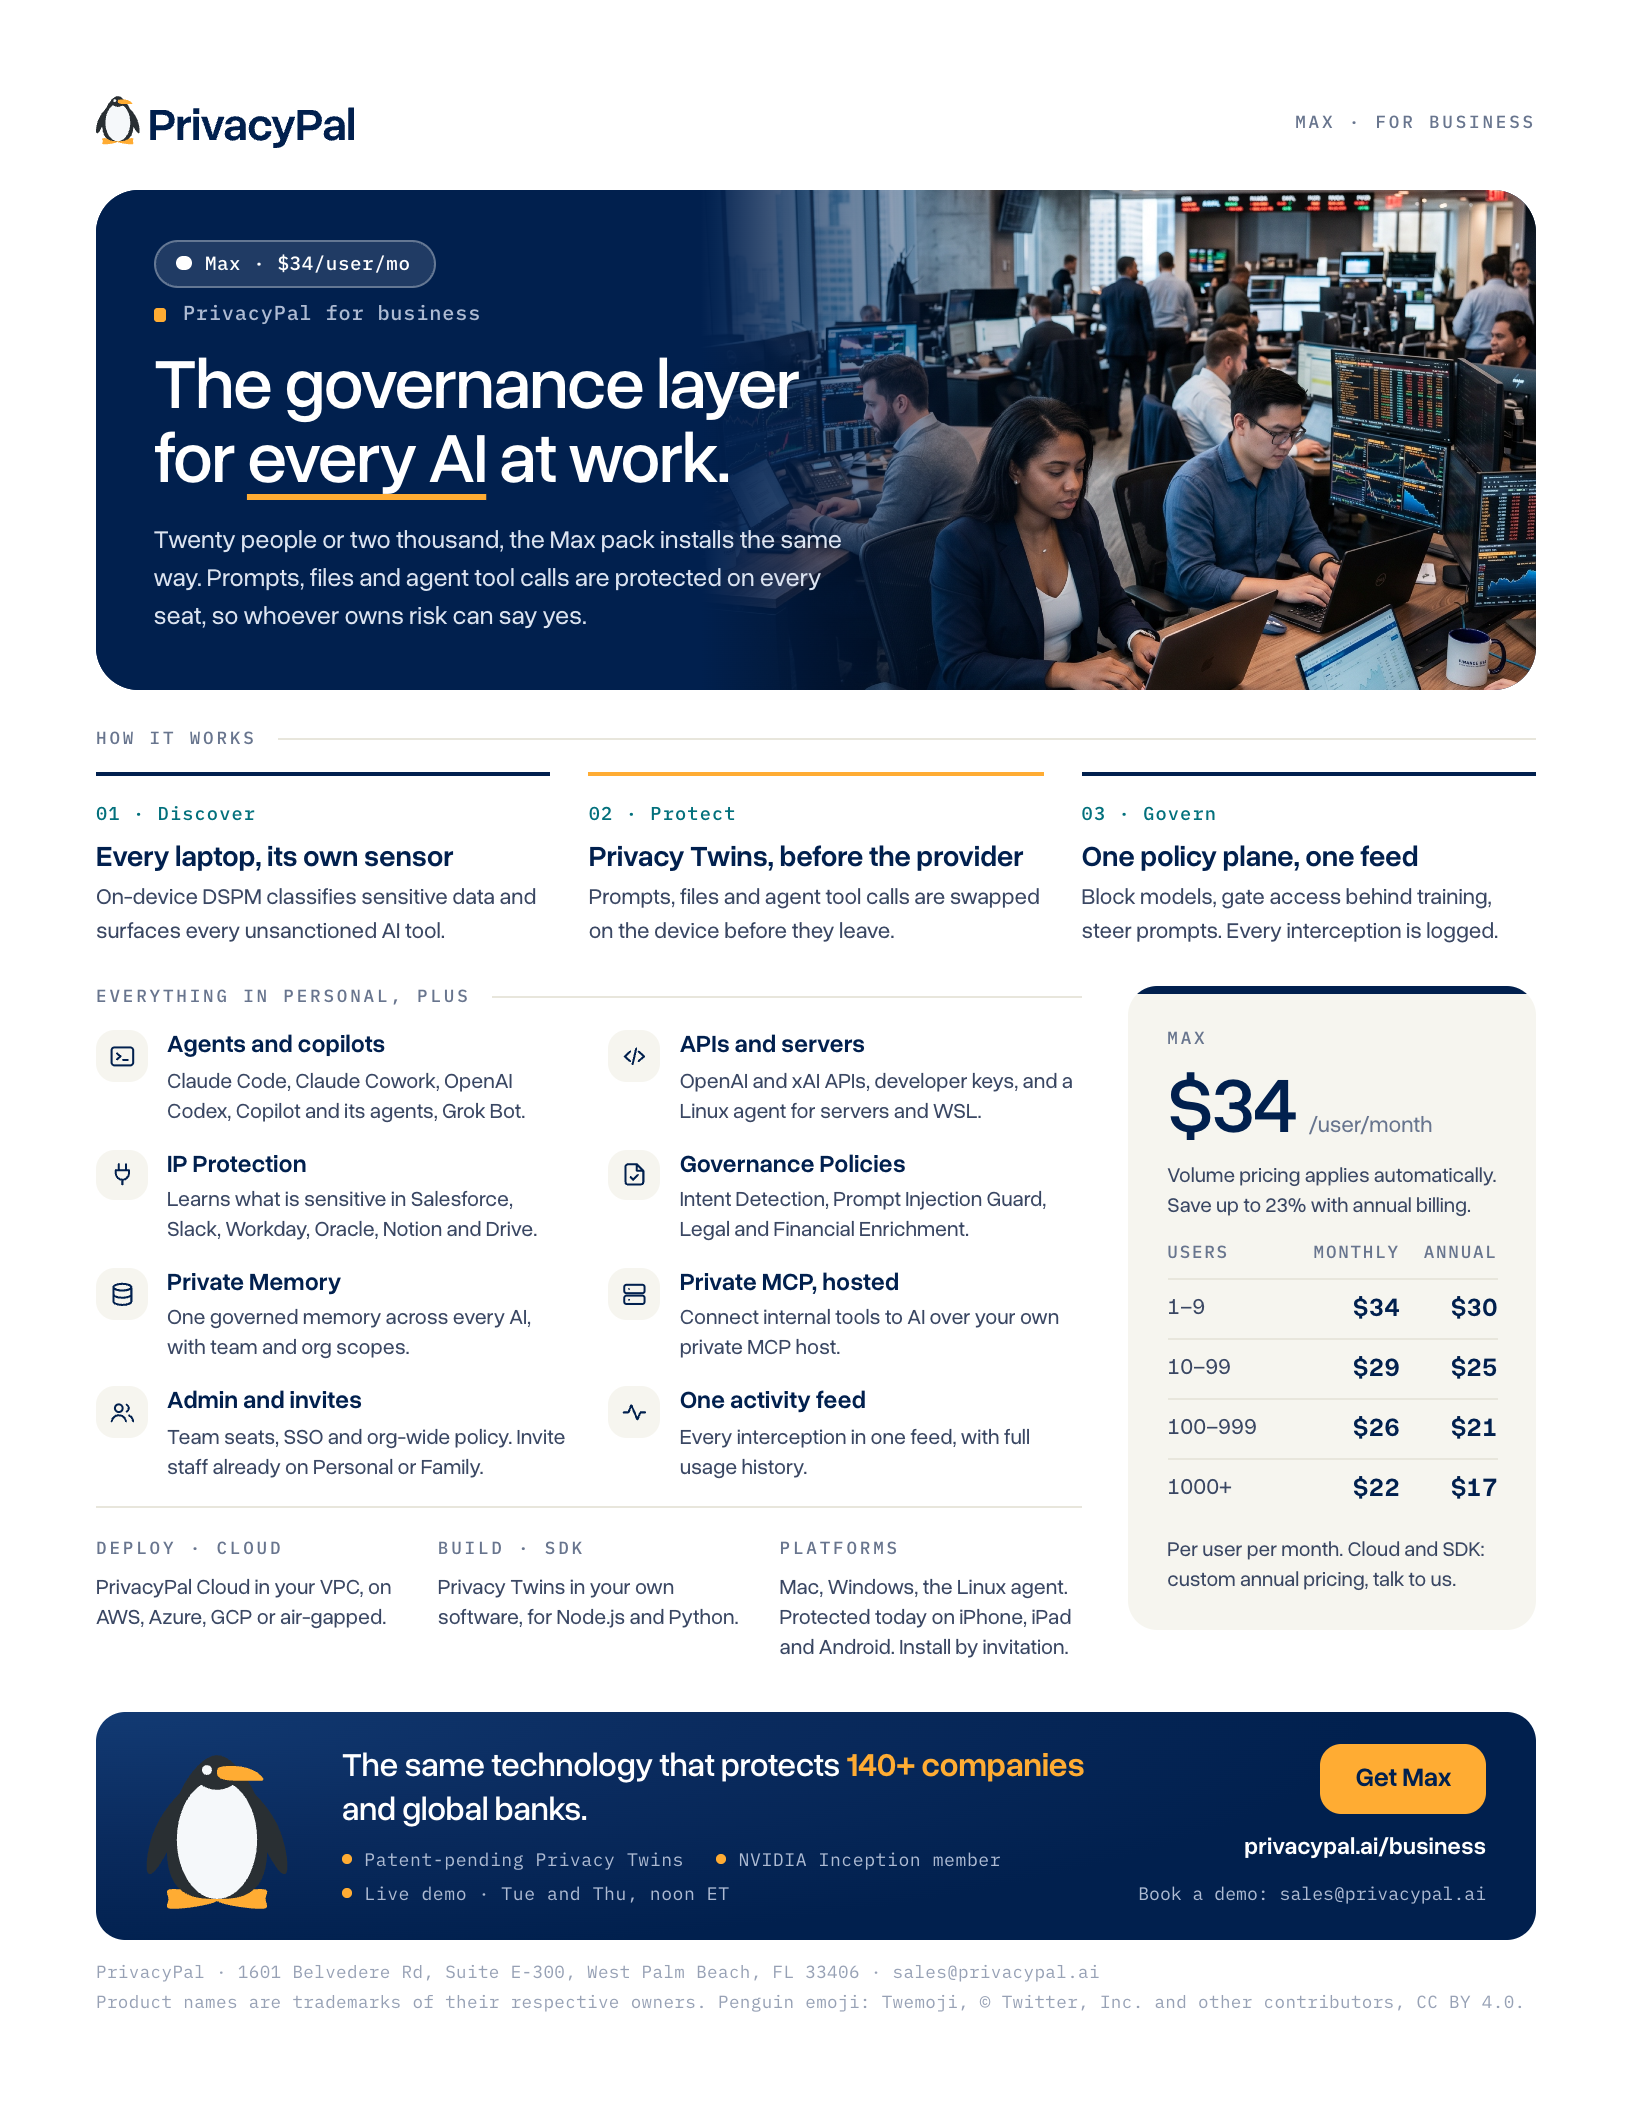 PrivacyPal
MAX · FOR BUSINESS
Max · $34/user/mo
PrivacyPal for business
The governance layer
for every AI at work.
Twenty people or two thousand, the Max pack installs the same
way. Prompts, files and agent tool calls are protected on every
seat, so whoever owns risk can say yes.
HOW IT WORKS
01 · Discover
Every laptop, its own sensor
On-device DSPM classifies sensitive data and
surfaces every unsanctioned AI tool.
02 · Protect
Privacy Twins, before the provider
Prompts, files and agent tool calls are swapped
on the device before they leave.
03 · Govern
One policy plane, one feed
Block models, gate access behind training,
steer prompts. Every interception is logged.
EVERYTHING IN PERSONAL, PLUS
Agents and copilots
Claude Code, Claude Cowork, OpenAI
Codex, Copilot and its agents, Grok Bot.
APIs and servers
OpenAI and xAI APIs, developer keys, and a
Linux agent for servers and WSL.
IP Protection
Learns what is sensitive in Salesforce,
Slack, Workday, Oracle, Notion and Drive.
Governance Policies
Intent Detection, Prompt Injection Guard,
Legal and Financial Enrichment.
Private Memory
One governed memory across every AI,
with team and org scopes.
Private MCP, hosted
Connect internal tools to AI over your own
private MCP host.
Admin and invites
Team seats, SSO and org-wide policy. Invite
staff already on Personal or Family.
One activity feed
Every interception in one feed, with full
usage history.
DEPLOY · CLOUD
PrivacyPal Cloud in your VPC, on
AWS, Azure, GCP or air-gapped.
BUILD · SDK
Privacy Twins in your own
software, for Node.js and Python.
PLATFORMS
Mac, Windows, the Linux agent.
Protected today on iPhone, iPad
and Android. Install by invitation.
MAX
$34 /user/month
Volume pricing applies automatically.
Save up to 23% with annual billing.
USERS MONTHLY ANNUAL
1–9 $34 $30
10–99 $29 $25
100–999 $26 $21
1000+ $22 $17
Per user per month. Cloud and SDK:
custom annual pricing, talk to us.
The same technology that protects 140+ companies
and global banks.
Patent-pending Privacy Twins
NVIDIA Inception member
Live demo · Tue and Thu, noon ET
Get Max
privacypal.ai/business
Book a demo: sales@privacypal.ai
PrivacyPal · 1601 Belvedere Rd, Suite E-300, West Palm Beach, FL 33406 · sales@privacypal.ai
Product names are trademarks of their respective owners. Penguin emoji: Twemoji, © Twitter, Inc. and other contributors, CC BY 4.0.